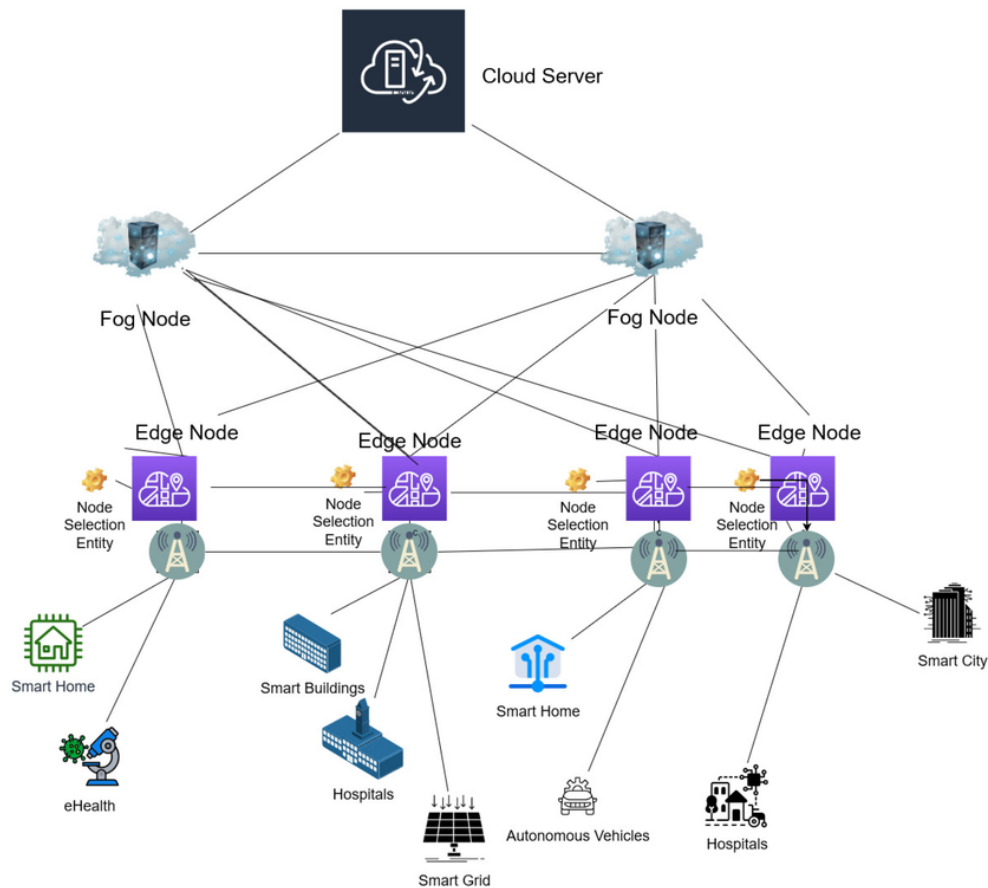 Cloud Server
Fog Node
Fog Node
Edge Node
Edge Node
Edge Node
Edge Node
Node
Selection
Entity
Node
Selection
Entity
Node
Selection
Entity
Node
Selection
Entity
C
C
Smart Home
eHealth
Smart Buildings
Hospitals
Smart Grid
Smart Home
Autonomous Vehicles
Hospitals
Smart City